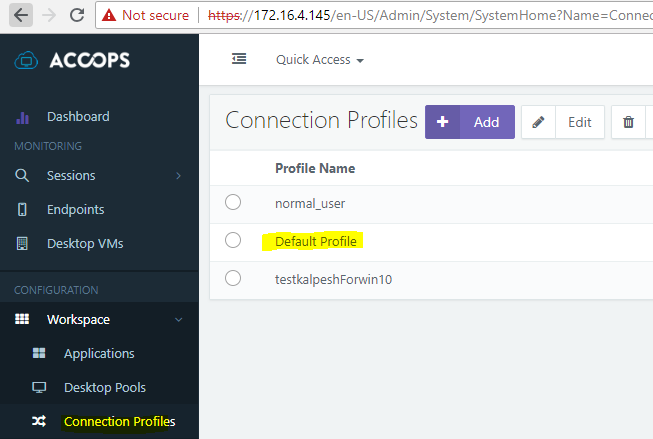 Not secure https://172.16.4.145/en-US/Admin/System/SystemHome?Name=Connec
ACCOPS
Quick Access
Dashboard
MONITORING
Sessions
Endpoints
Desktop VMs
CONFIGURATION
Workspace
Applications
Desktop Pools
Connection Profiles
Connection Profiles
Add
Edit
Profile Name
normal_user
Default Profile
testkalpeshForwin10